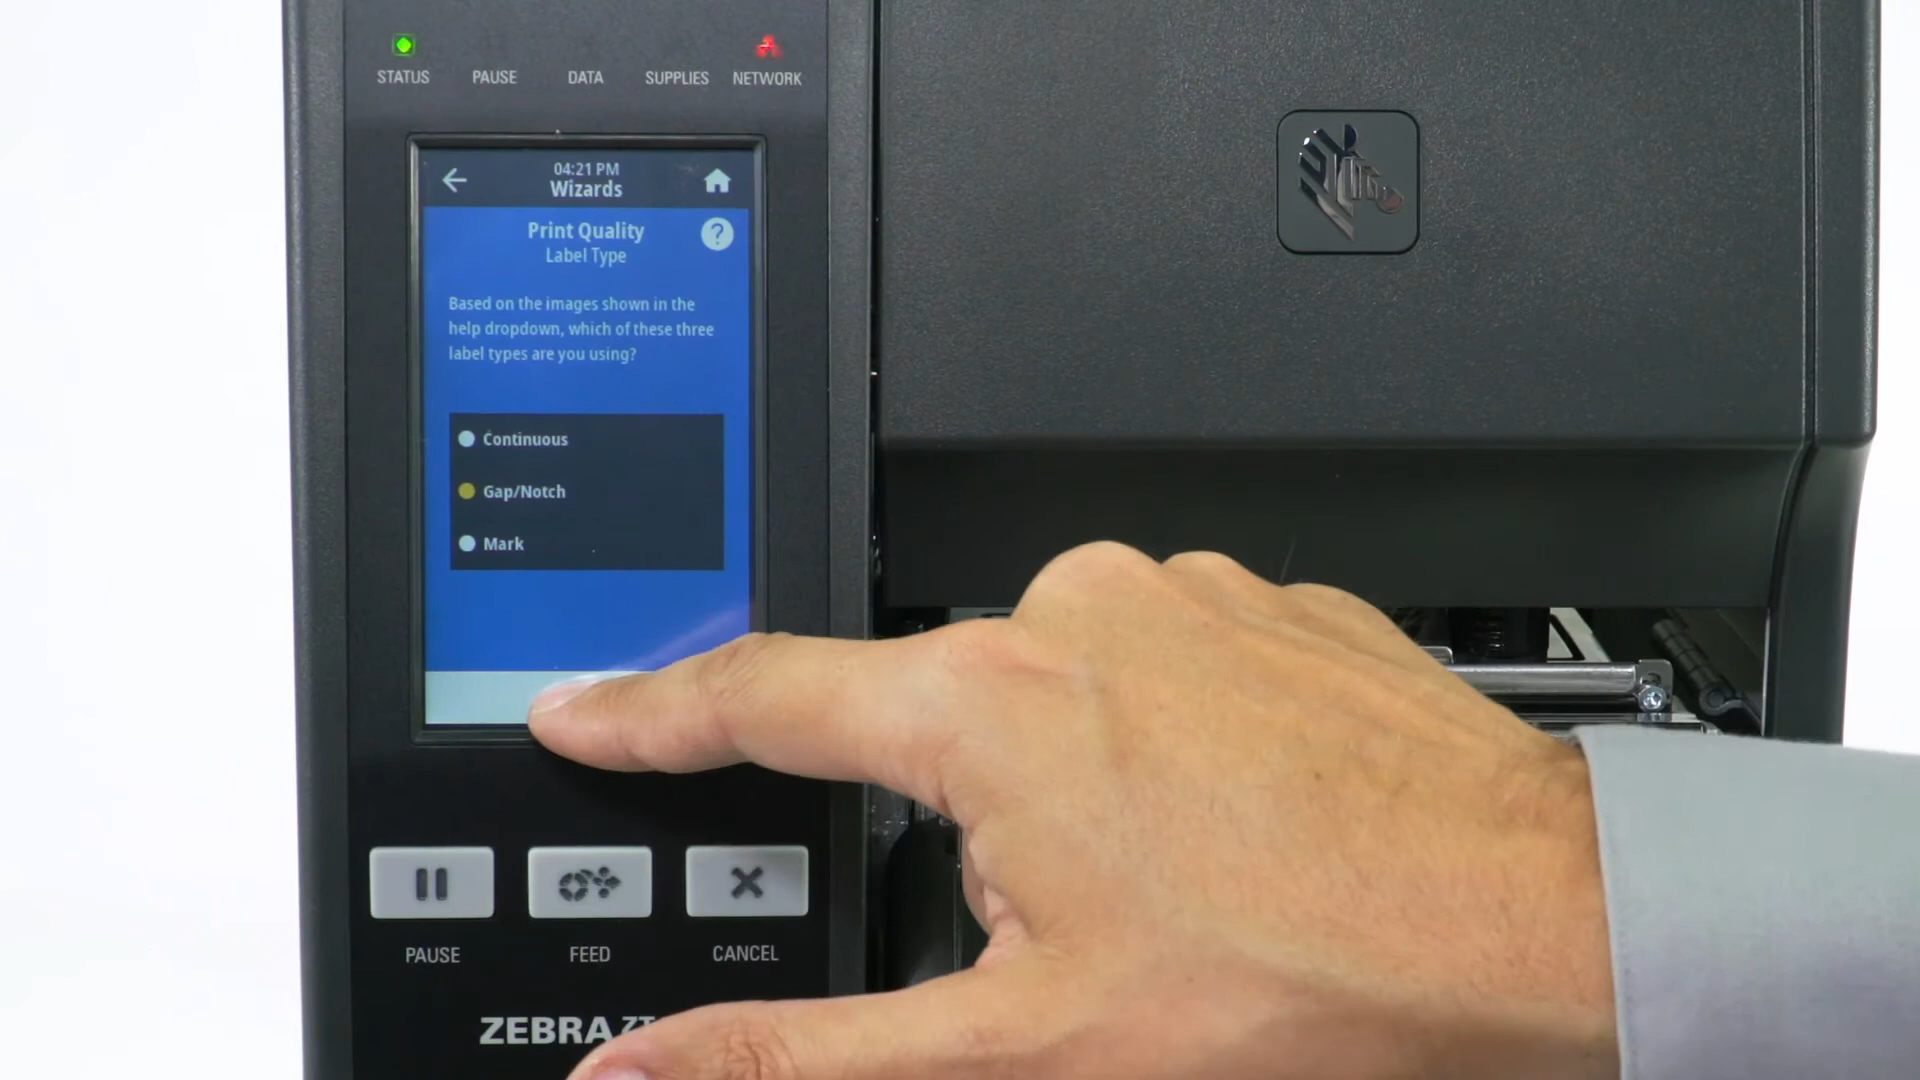 STATUS PAUSE DATA SUPPLIES NETWORK
04:21 PM
Wizards
Print Quality
?
Label Type
Based on the images shown in the
help dropdown, which of these three
label types are you using?
Continuous
Gap/Notch
Mark
PAUSE FEED CANCEL
ZEBRA